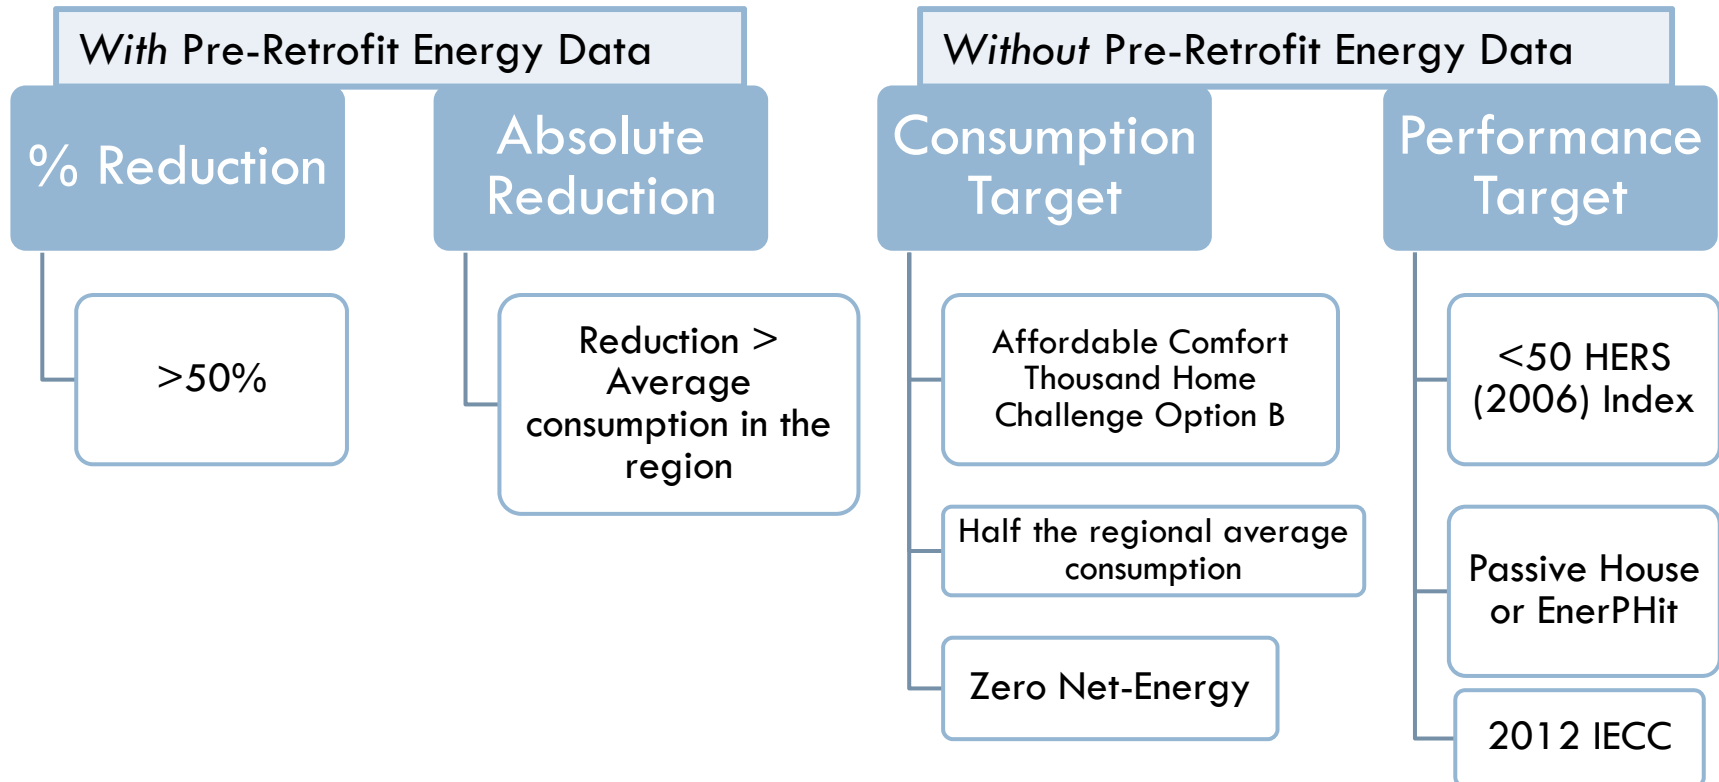 With Pre-Retrofit Energy Data
% Reduction
>50%
Absolute
Reduction
Reduction >
Average
consumption in the
region
Without Pre-Retrofit Energy Data
Consumption
Target
Affordable Comfort
Thousand Home
Challenge Option B
Half the regional average
consumption
Zero Net-Energy
Performance
Target
<50 HERS
(2006) Index
Passive House
or EnerPHit
2012 IECC